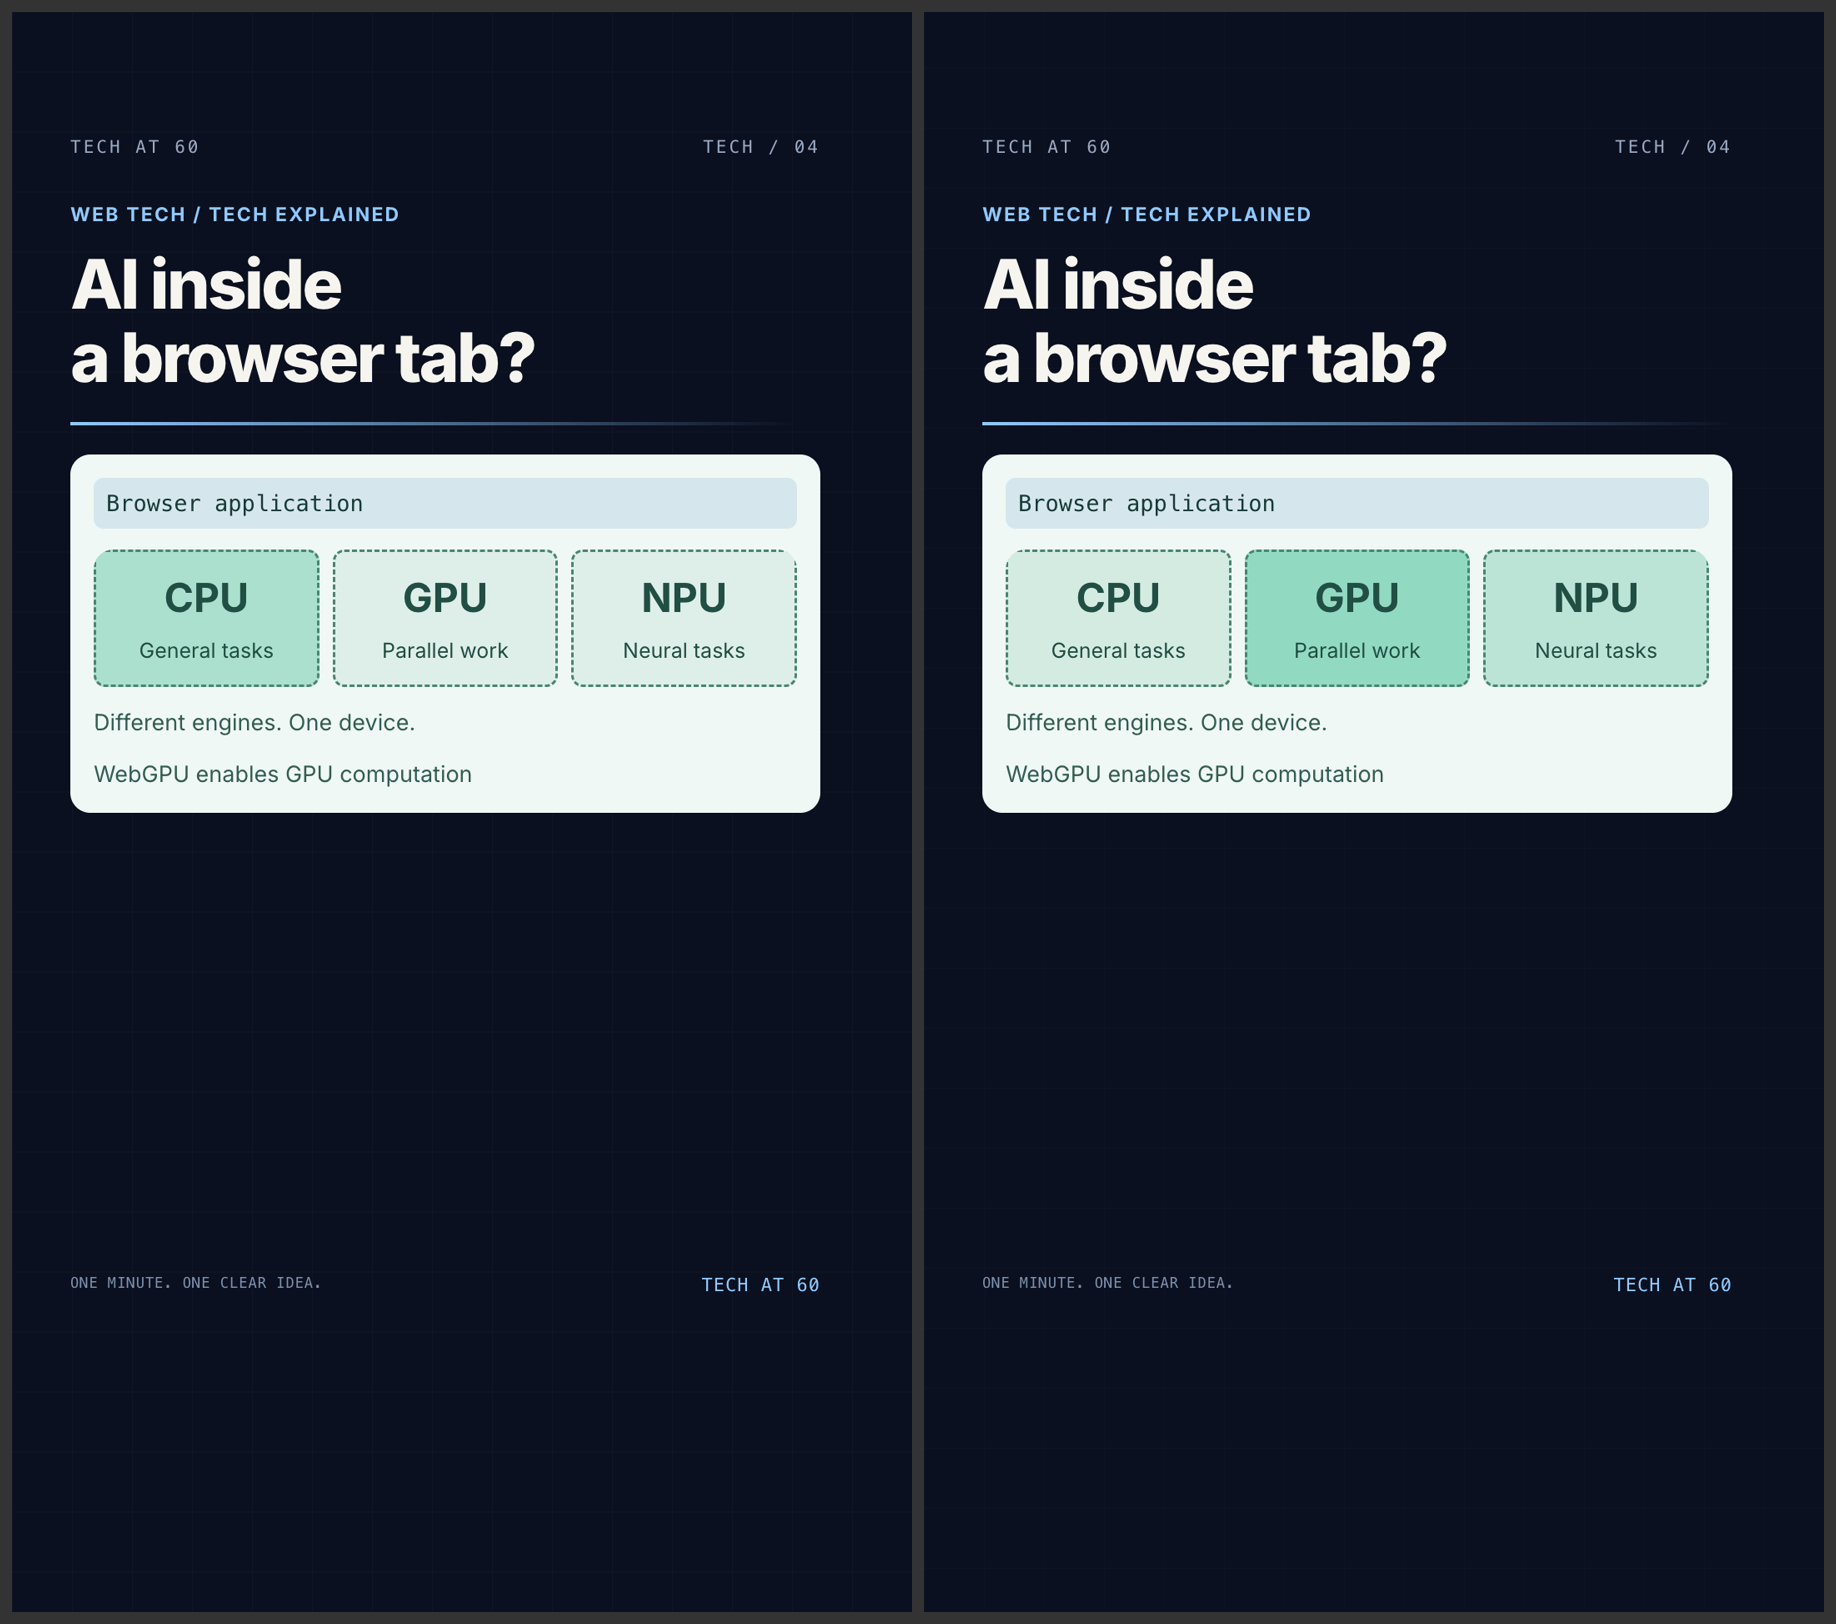 TECH AT 60
TECH / 04
WEB TECH / TECH EXPLAINED
AI inside
a browser tab?
Browser application
CPU
General tasks
GPU
Parallel work
NPU
Neural tasks
Different engines. One device.
WebGPU enables GPU computation
ONE MINUTE. ONE CLEAR IDEA.
TECH AT 60
TECH AT 60
TECH / 04
WEB TECH / TECH EXPLAINED
AI inside
a browser tab?
Browser application
CPU
General tasks
GPU
Parallel work
NPU
Neural tasks
Different engines. One device.
WebGPU enables GPU computation
ONE MINUTE. ONE CLEAR IDEA.
TECH AT 60